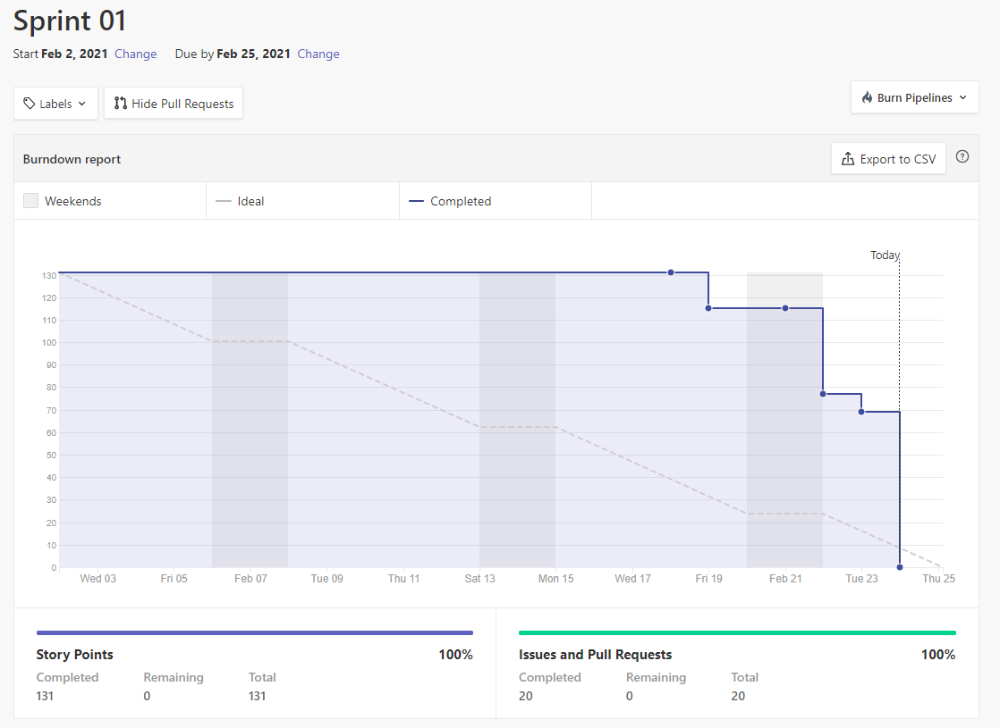 Sprint 01
Start Feb 2, 2021 Change Due by Feb 25, 2021 Change
Labels Hide Pull Requests Burn Pipelines
Burndown report Export to CSV ?
Weekends Ideal Completed
Today
130
120
110
100
90
80
70
60
50
40
30
20
10
0
Wed 03 Fri 05 Feb 07 Tue 09 Thu 11 Sat 13 Mon 15 Wed 17 Fri 19 Feb 21 Tue 23 Thu 25
Story Points 100% Issues and Pull Requests 100%
Completed Remaining Total Completed Remaining Total
131 0 131 20 0 20